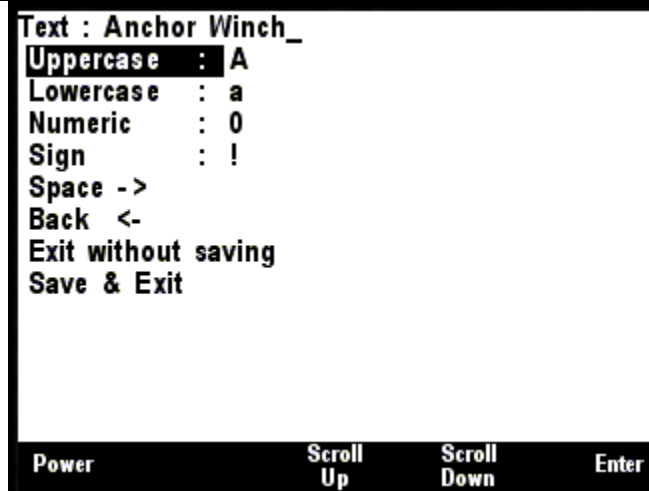 Text : Anchor Winch_
Uppercase : A
Lowercase : a
Numeric : 0
Sign : !
Space ->
Back <-
Exit without saving
Save & Exit
Power Scroll Up Scroll Down Enter